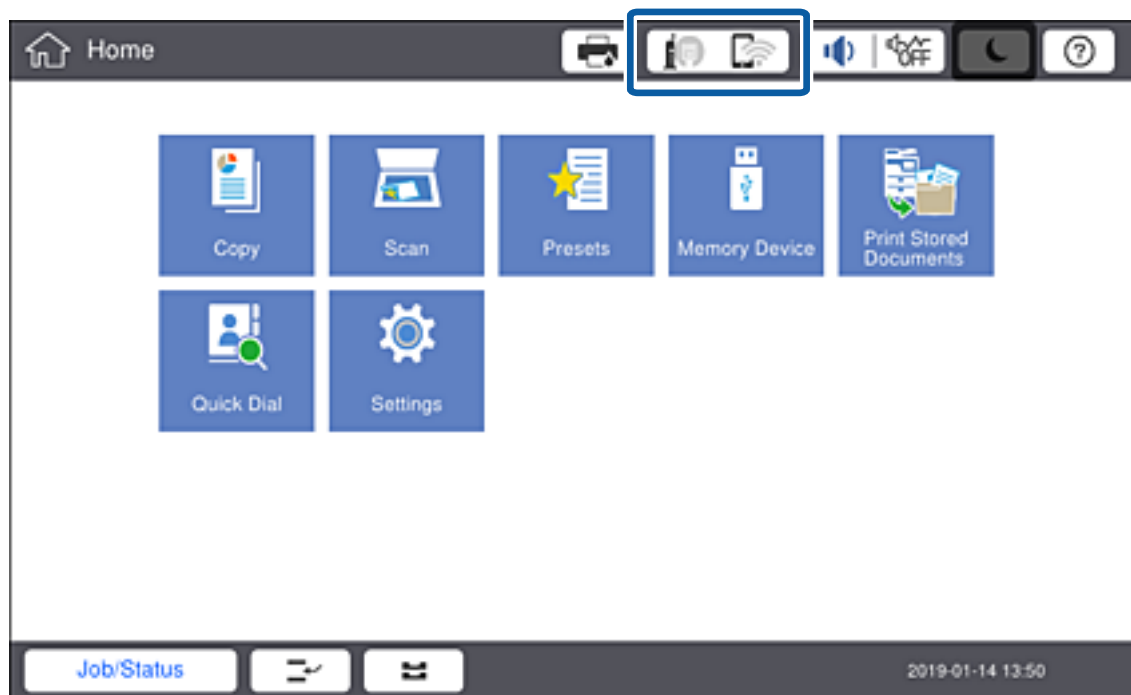 Home
OFF
?
Copy
Scan
Presets
Memory Device
Print Stored
Documents
Quick Dial
Settings
Job/Status
2019-01-14 13:50